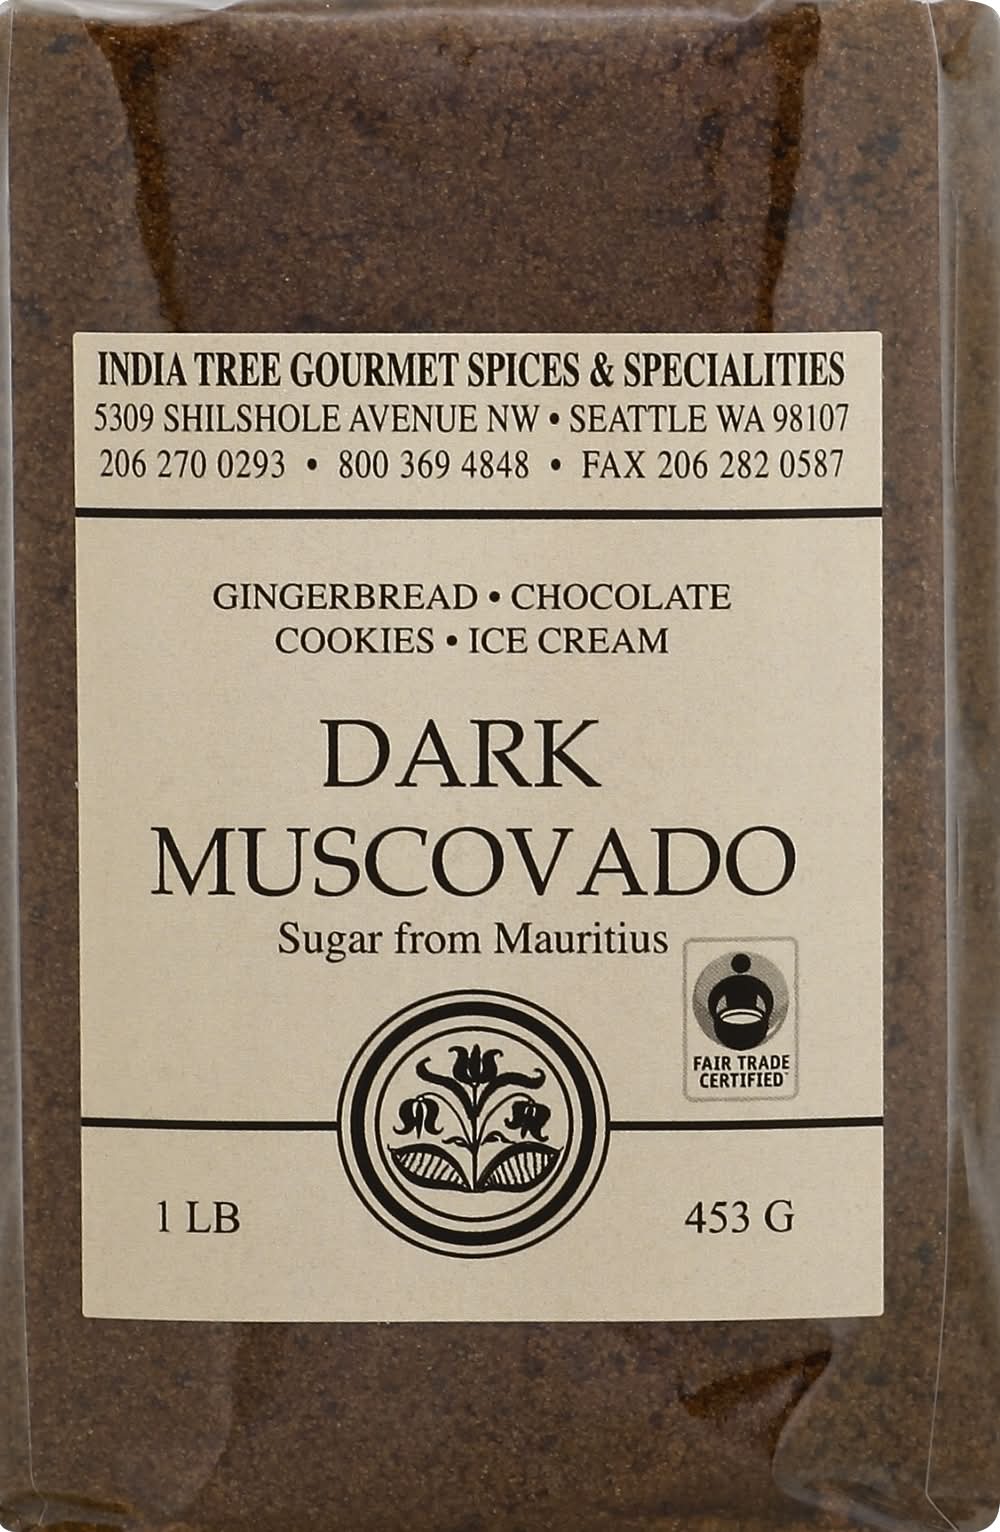 INDIA TREE GOURMET SPICES & SPECIALITIES
5309 SHILSHOLE AVENUE NW • SEATTLE WA 98107
206 270 0293 • 800 369 4848 • FAX 206 282 0587
GINGERBREAD • CHOCOLATE
COOKIES • ICE CREAM
DARK
MUSCOVADO
Sugar from Mauritius
FAIR TRADE
CERTIFIED™
1 LB
453 G